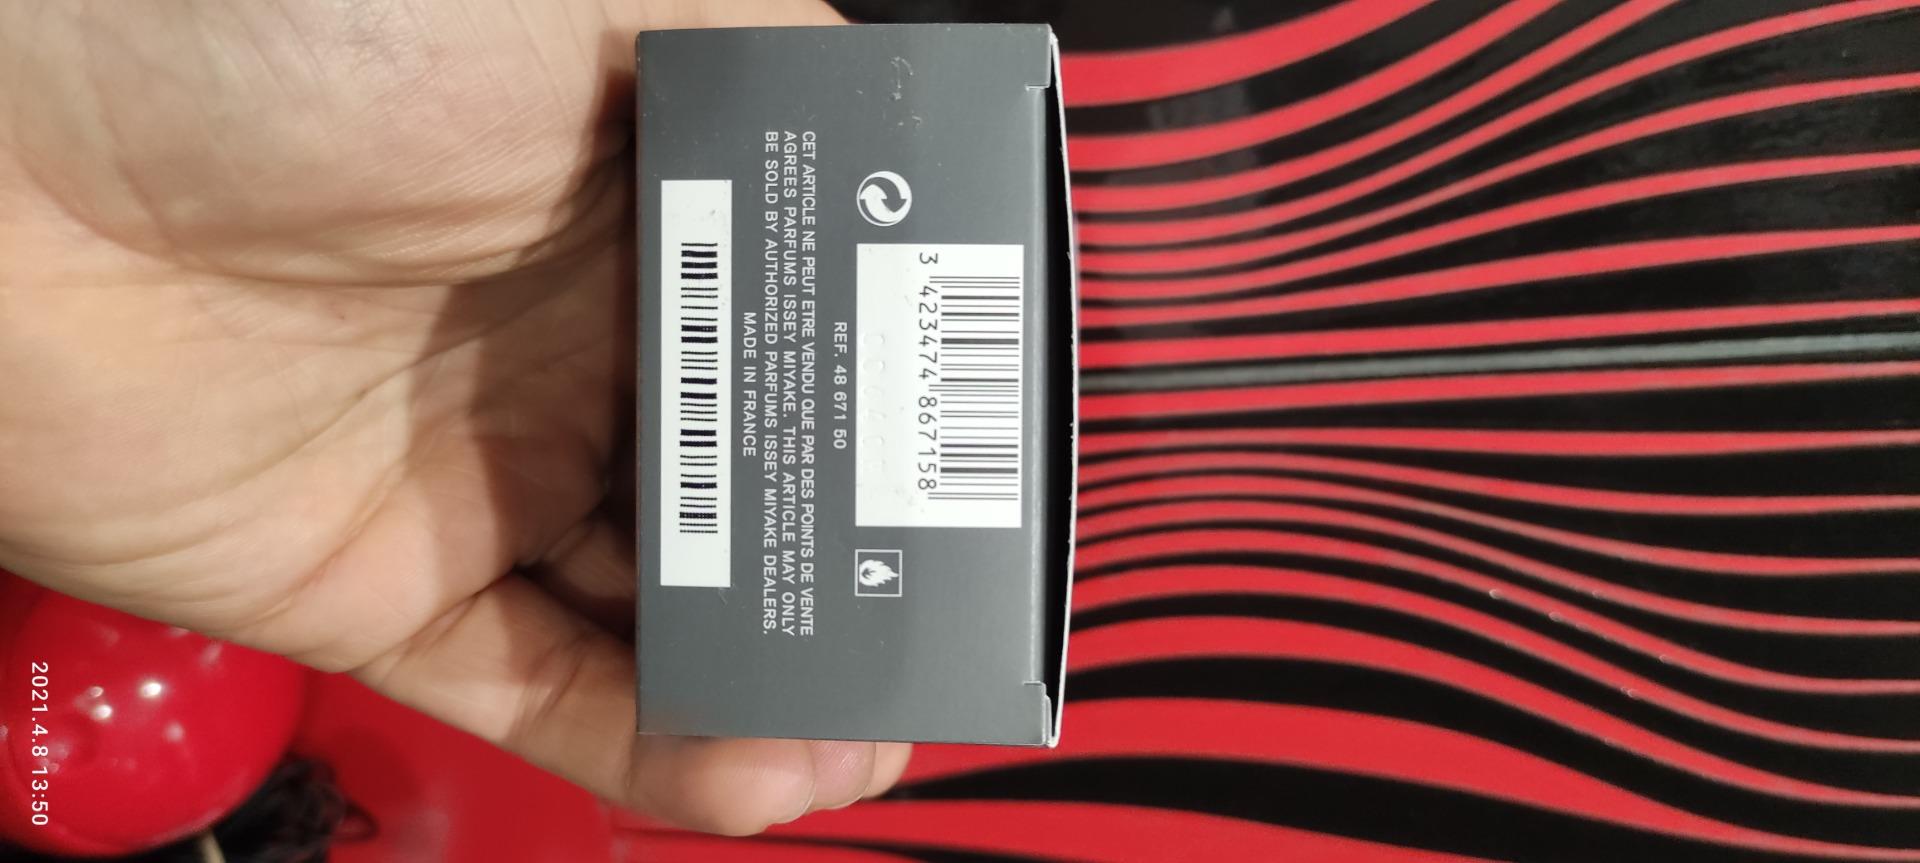 3 423474 867158
REF. 48 671 50
CET ARTICLE NE PEUT ETRE VENDU QUE PAR DES POINTS DE VENTE
AGREES PARFUMS ISSEY MIYAKE. THIS ARTICLE MAY ONLY
BE SOLD BY AUTHORIZED PARFUMS ISSEY MIYAKE DEALERS.
MADE IN FRANCE
2021.4.8 13:50